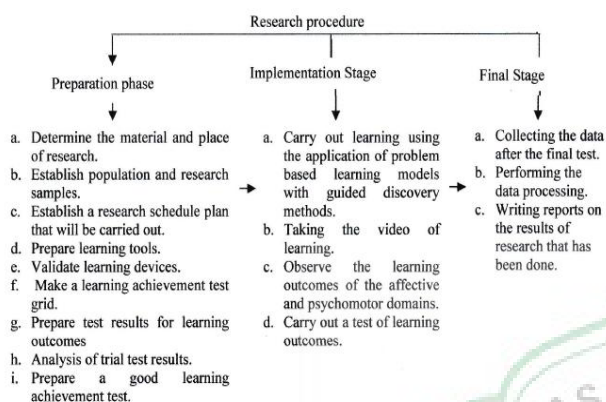 Research procedure
Preparation phase
a. Determine the material and place
of research.
b. Establish population and research
samples.
c. Establish a research schedule plan
that will be carried out.
d. Prepare learning tools.
e. Validate learning devices.
f. Make a learning achievement test
grid.
g. Prepare test results for learning
outcomes
h. Analysis of trial test results.
i. Prepare a good learning
achievement test.
Implementation Stage
a. Carry out learning using
the application of problem
based learning models
with guided discovery
methods.
b. Taking the video of
learning.
c. Observe the learning
outcomes of the affective
and psychomotor domains.
d. Carry out a test of learning
outcomes.
Final Stage
a. Collecting the data
after the final test.
b. Performing the
data processing.
c. Writing reports on
the results of
research that has
been done.
A S